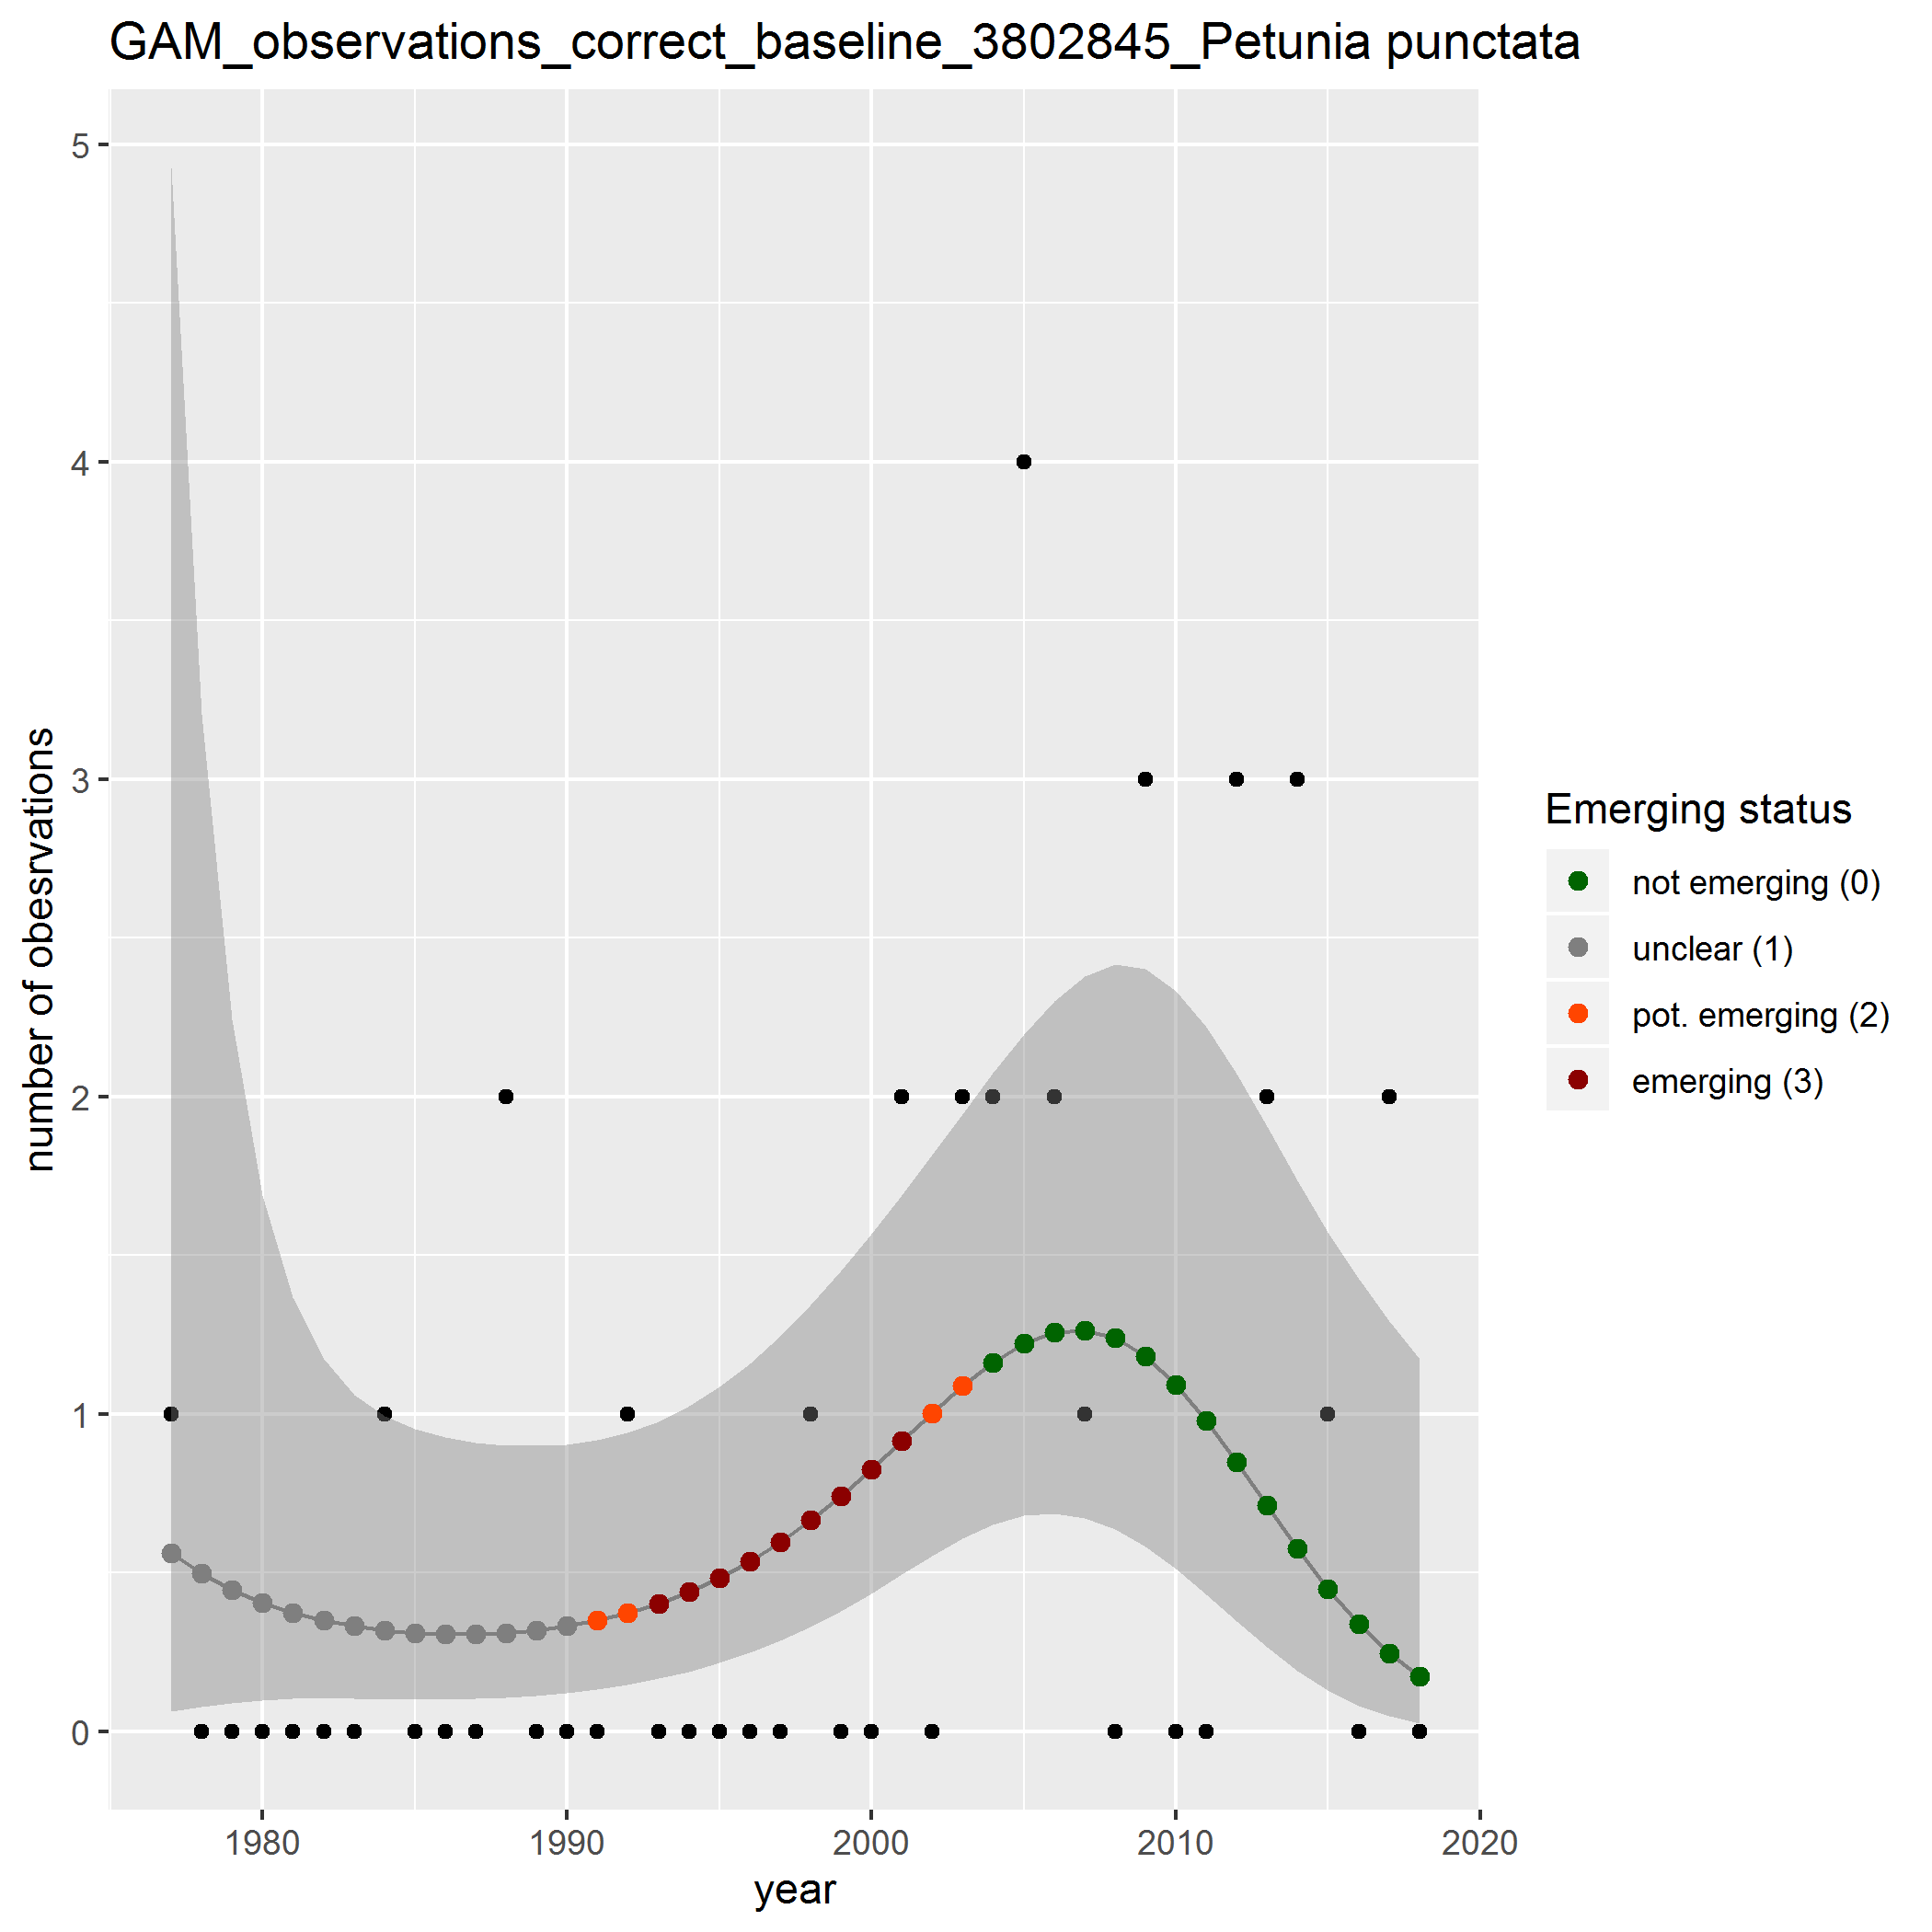 GAM_observations_correct_baseline_3802845_Petunia punctata
number of obesrvations
5
4
3
2
1
0
1980 1990 2000 2010 2020
year
Emerging status
not emerging (0)
unclear (1)
pot. emerging (2)
emerging (3)